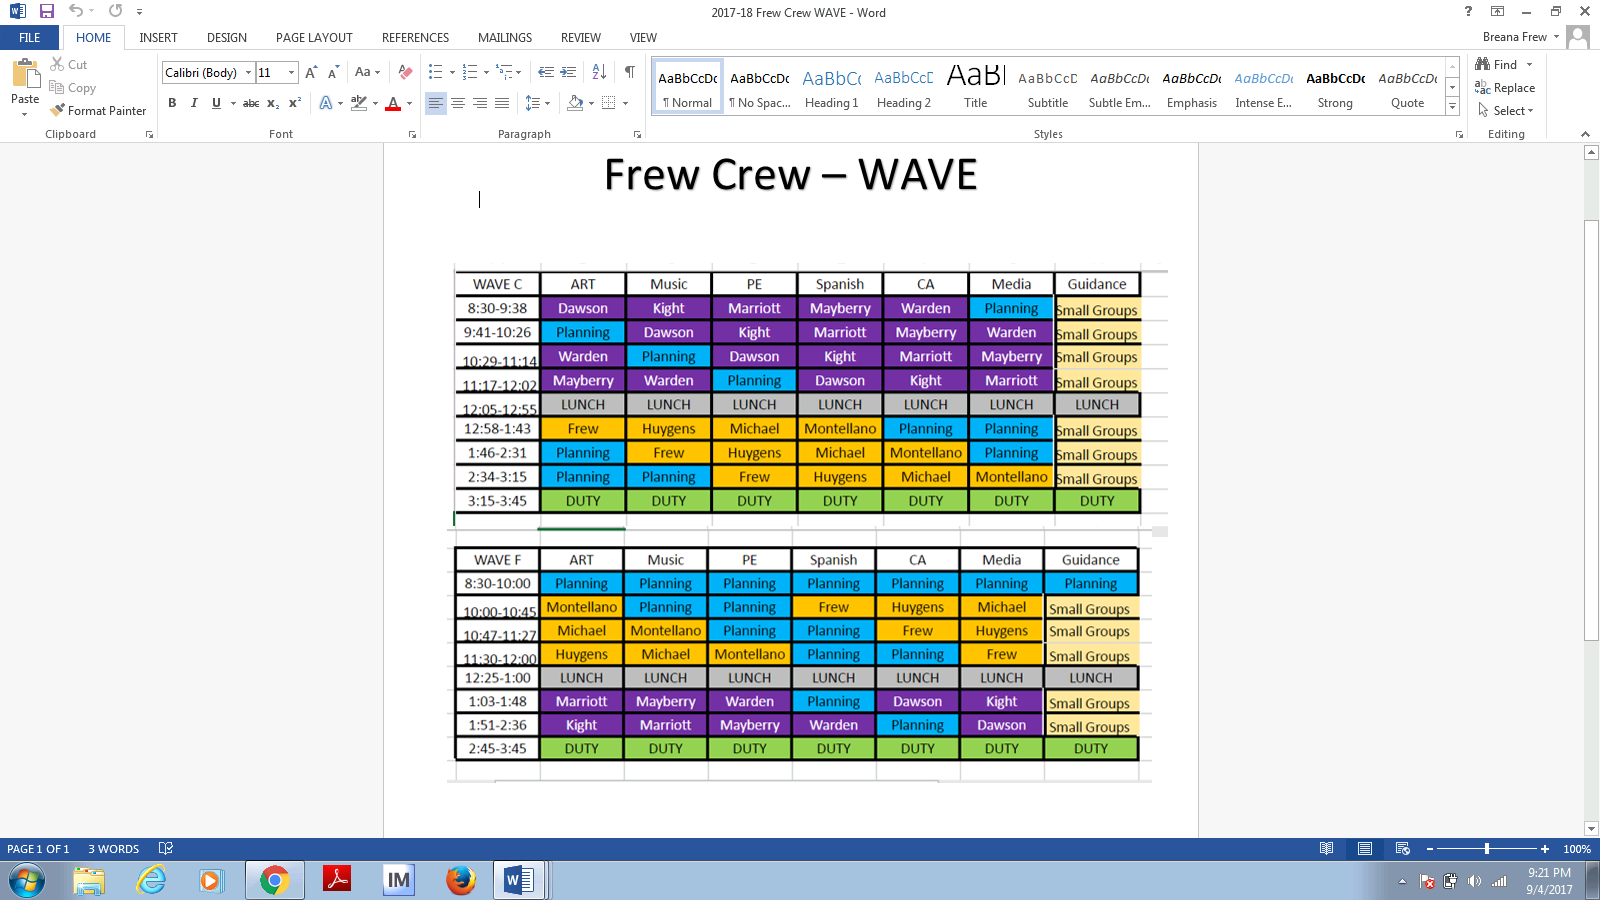 2017-18 Frew Crew WAVE - Word
FILE HOME INSERT DESIGN PAGE LAYOUT REFERENCES MAILINGS REVIEW VIEW Breana Frew
Paste
Cut
Copy
Format Painter
Clipboard
Calibri (Body) 11
Font
Paragraph
AaBbCcDc AaBbCcDc AaBbCc AaBbCcD AaBl AaBbCcD AaBbCcDc AaBbCcDc AaBbCcDc AaBbCcDc AaBbCcDc
¶ Normal ¶ No Spac... Heading 1 Heading 2 Title Subtitle Subtle Em... Emphasis Intense E... Strong Quote
Styles
Find
Replace
Select
Editing
Frew Crew – WAVE
WAVE C ART Music PE Spanish CA Media Guidance
8:30-9:38 Dawson Kight Marriott Mayberry Warden Planning Small Groups
9:41-10:26 Planning Dawson Kight Marriott Mayberry Warden Small Groups
10:29-11:14 Warden Planning Dawson Kight Marriott Mayberry Small Groups
11:17-12:02 Mayberry Warden Planning Dawson Kight Marriott Small Groups
12:05-12:55 LUNCH LUNCH LUNCH LUNCH LUNCH LUNCH LUNCH
12:58-1:43 Frew Huygens Michael Montellano Planning Planning Small Groups
1:46-2:31 Planning Frew Huygens Michael Montellano Planning Small Groups
2:34-3:15 Planning Planning Frew Huygens Michael Montellano Small Groups
3:15-3:45 DUTY DUTY DUTY DUTY DUTY DUTY DUTY
WAVE F ART Music PE Spanish CA Media Guidance
8:30-10:00 Planning Planning Planning Planning Planning Planning Planning
10:00-10:45 Montellano Planning Planning Frew Huygens Michael Small Groups
10:47-11:27 Michael Montellano Planning Planning Frew Huygens Small Groups
11:30-12:00 Huygens Michael Montellano Planning Planning Frew Small Groups
12:25-1:00 LUNCH LUNCH LUNCH LUNCH LUNCH LUNCH LUNCH
1:03-1:48 Marriott Mayberry Warden Planning Dawson Kight Small Groups
1:51-2:36 Kight Marriott Mayberry Warden Planning Dawson Small Groups
2:45-3:45 DUTY DUTY DUTY DUTY DUTY DUTY DUTY
PAGE 1 OF 1 3 WORDS 100%
IM
9:21 PM
9/4/2017